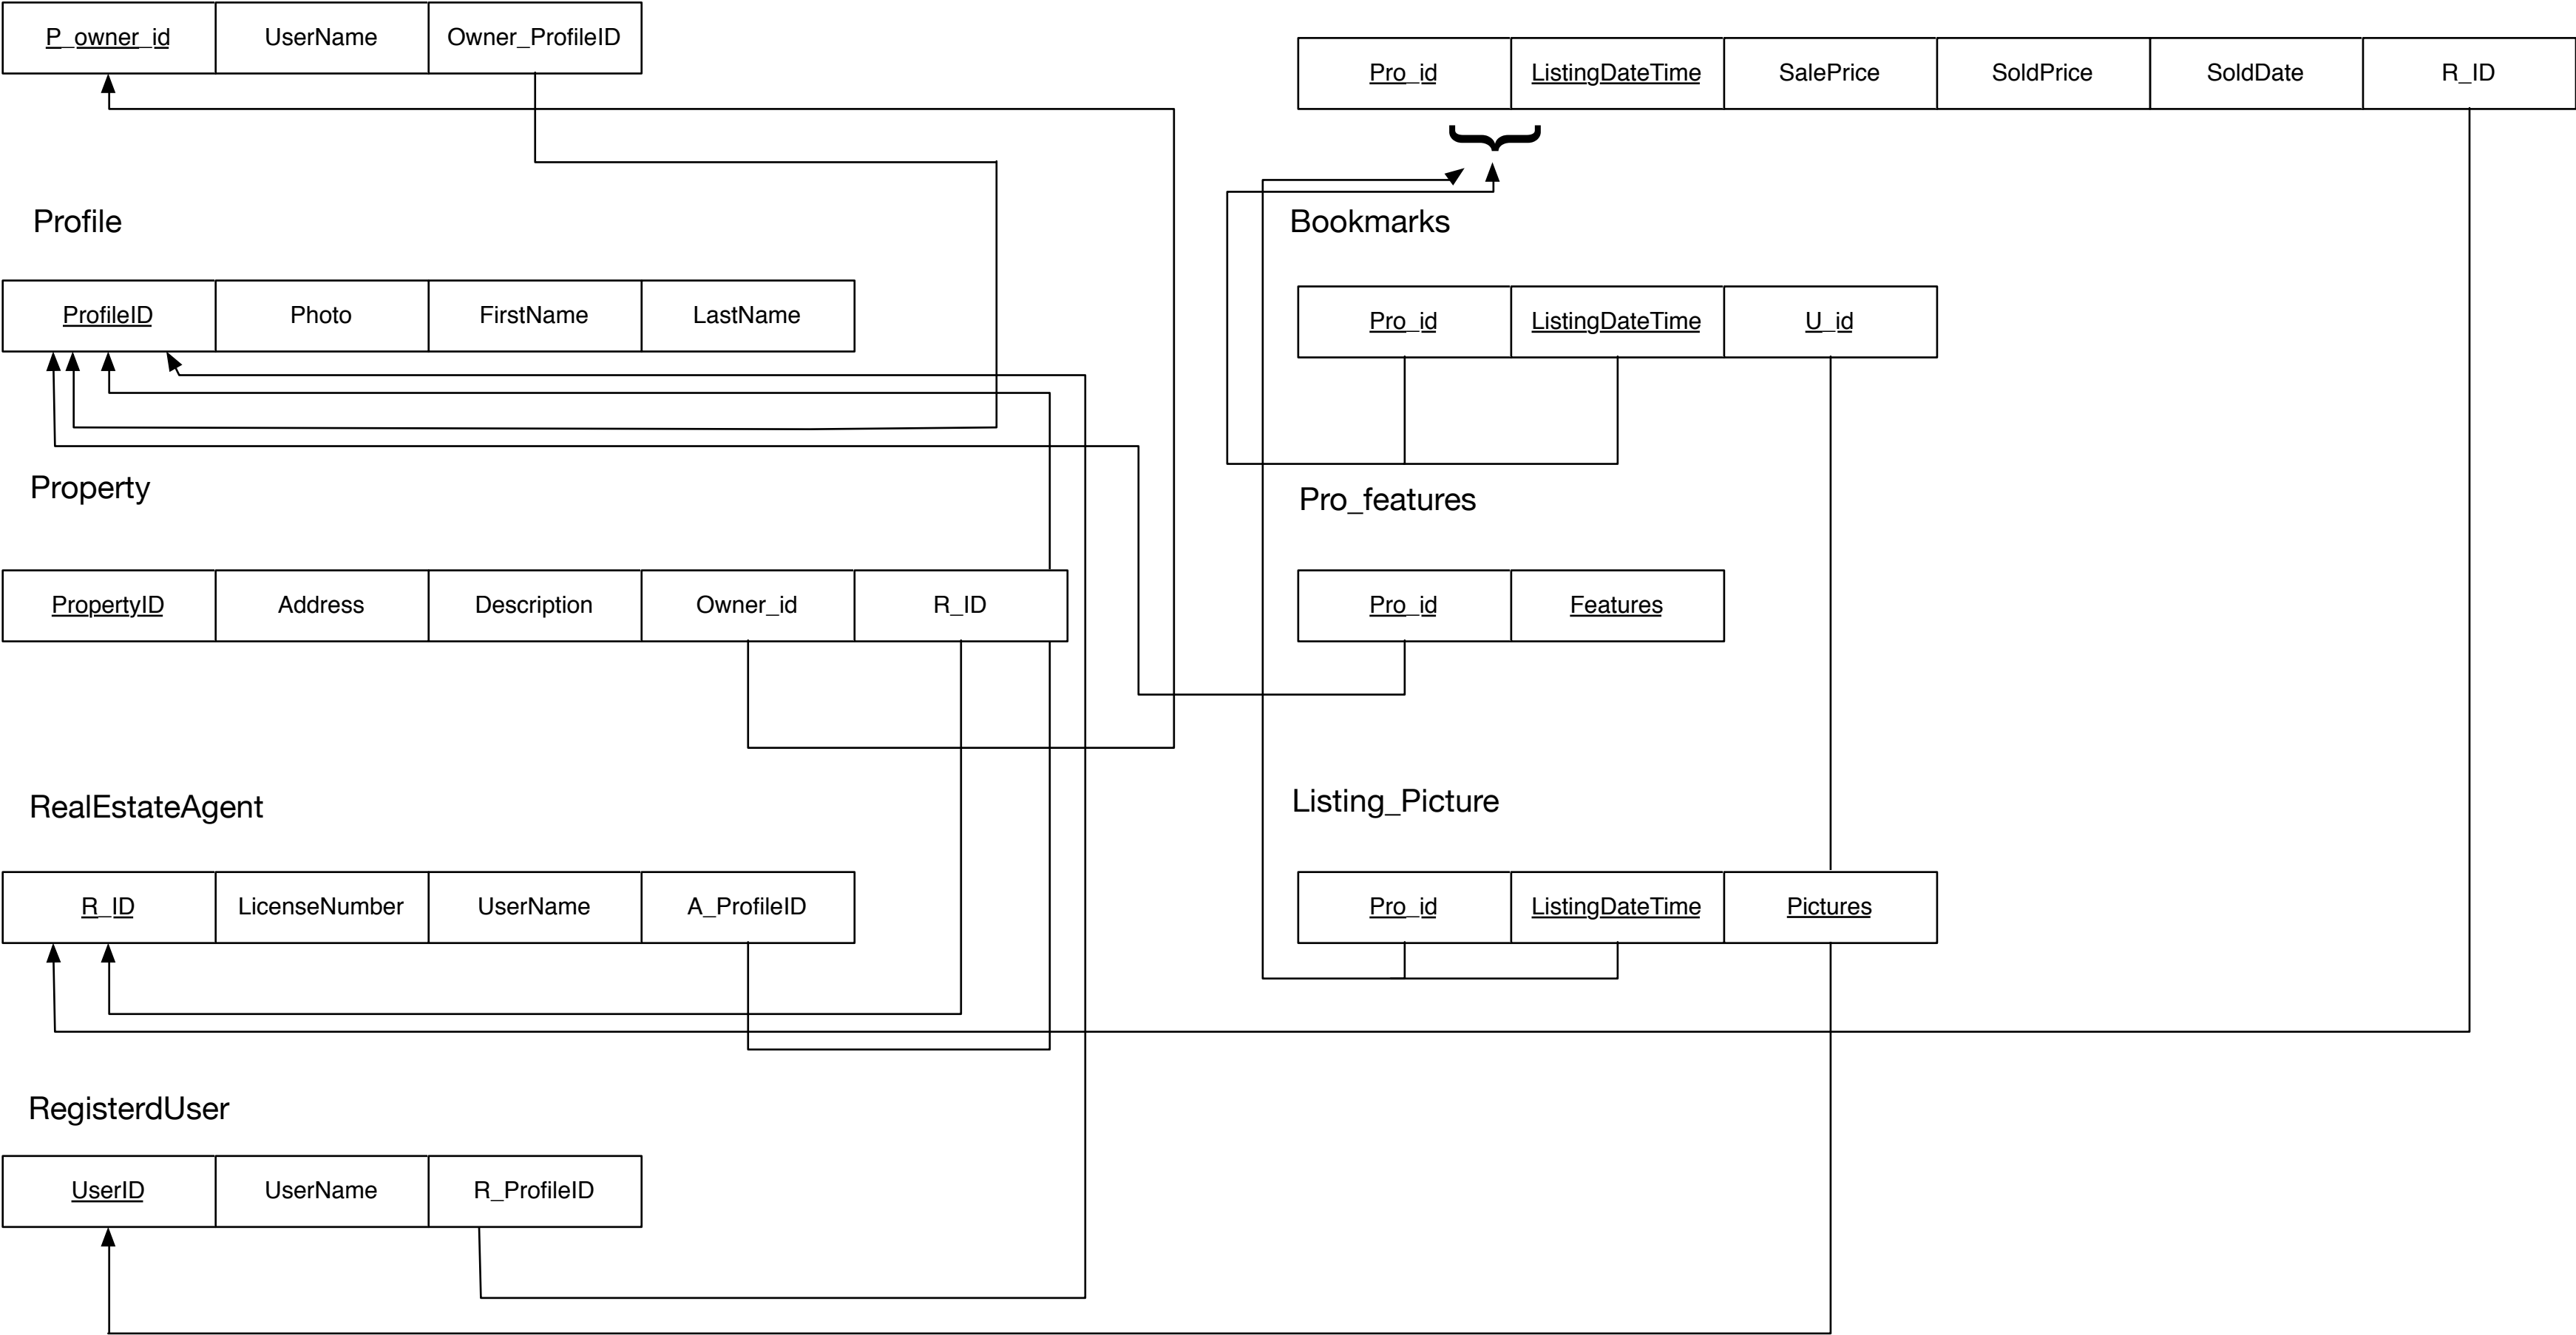 P_owner_id UserName Owner_ProfileID
Pro_id ListingDateTime SalePrice SoldPrice SoldDate R_ID
Profile
ProfileID Photo FirstName LastName
Bookmarks
Pro_id ListingDateTime U_id
Property
PropertyID Address Description Owner_id R_ID
Pro_features
Pro_id Features
RealEstateAgent
R_ID LicenseNumber UserName A_ProfileID
Listing_Picture
Pro_id ListingDateTime Pictures
RegisterdUser
UserID UserName R_ProfileID